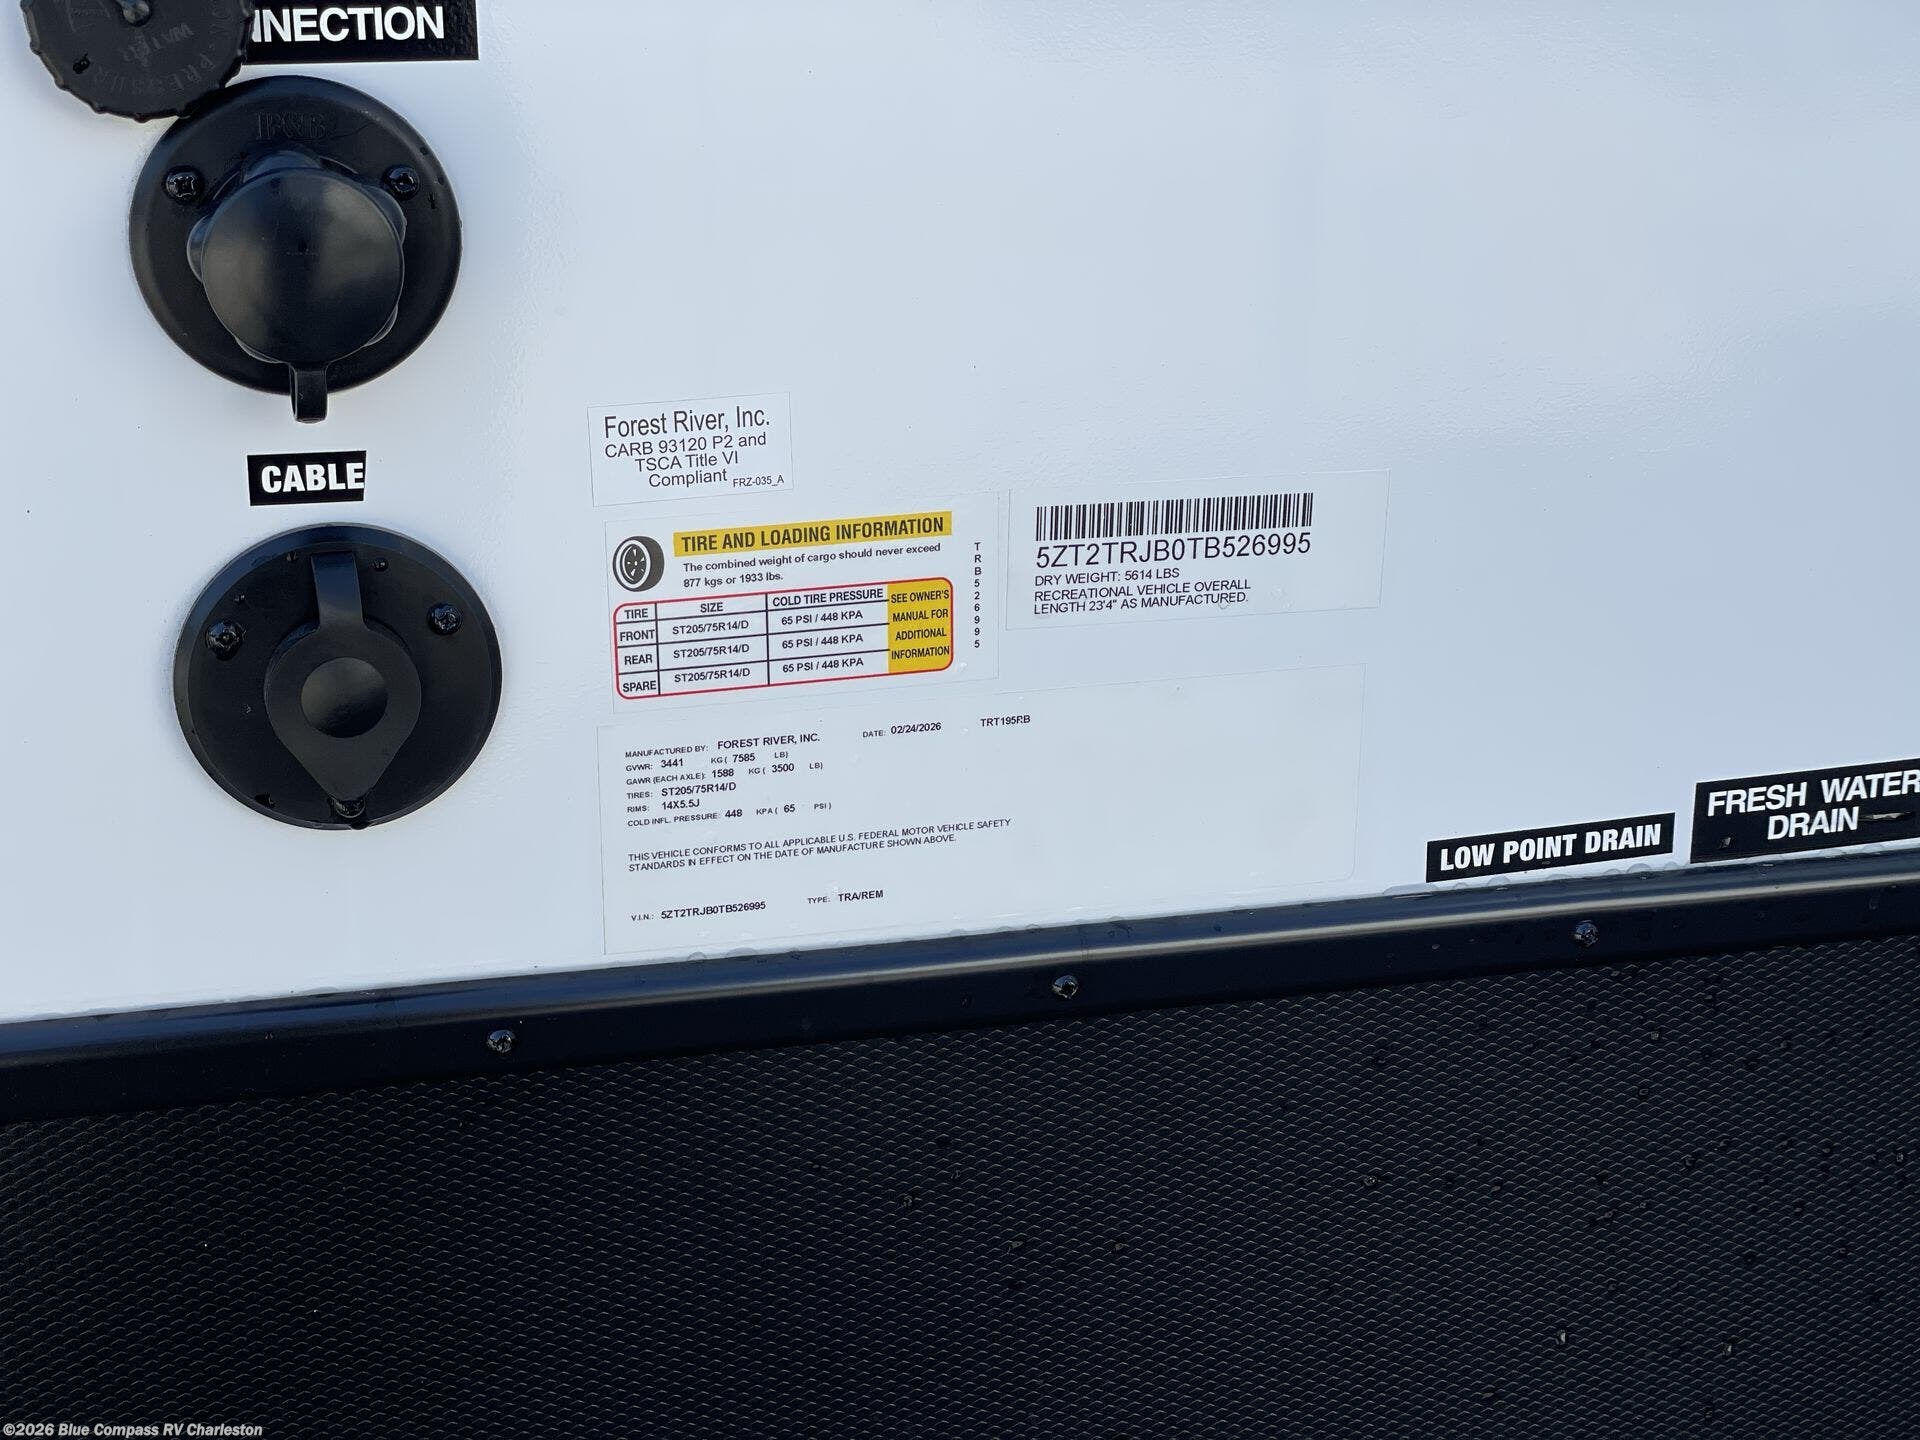 NNECTION
WATER
PRESSUR
CABLE
Forest River, Inc.
CARB 93120 P2 and
TSCA Title VI
Compliant FRZ-035_A
TIRE AND LOADING INFORMATION
The combined weight of cargo should never exceed
877 kgs or 1933 lbs.
TIRE SIZE COLD TIRE PRESSURE SEE OWNER'S
MANUAL FOR
ADDITIONAL
INFORMATION
FRONT ST205/75R14/D 65 PSI / 448 KPA
REAR ST205/75R14/D 65 PSI / 448 KPA
SPARE ST205/75R14/D 65 PSI / 448 KPA
TRB526995
5ZT2TRJB0TB526995
DRY WEIGHT: 5614 LBS
RECREATIONAL VEHICLE OVERALL
LENGTH 23'4" AS MANUFACTURED.
MANUFACTURED BY: FOREST RIVER, INC. DATE: 02/24/2026 TRT195RB
GVWR: 3441 KG ( 7585 LB)
GAWR (EACH AXLE): 1588 KG ( 3500 LB)
TIRES: ST205/75R14/D
RIMS: 14X5.5J
COLD INFL. PRESSURE: 448 KPA ( 65 PSI )
THIS VEHICLE CONFORMS TO ALL APPLICABLE U.S. FEDERAL MOTOR VEHICLE SAFETY
STANDARDS IN EFFECT ON THE DATE OF MANUFACTURE SHOWN ABOVE.
V.I.N.: 5ZT2TRJB0TB526995 TYPE: TRA/REM
LOW POINT DRAIN
FRESH WATER
DRAIN
©2026 Blue Compass RV Charleston